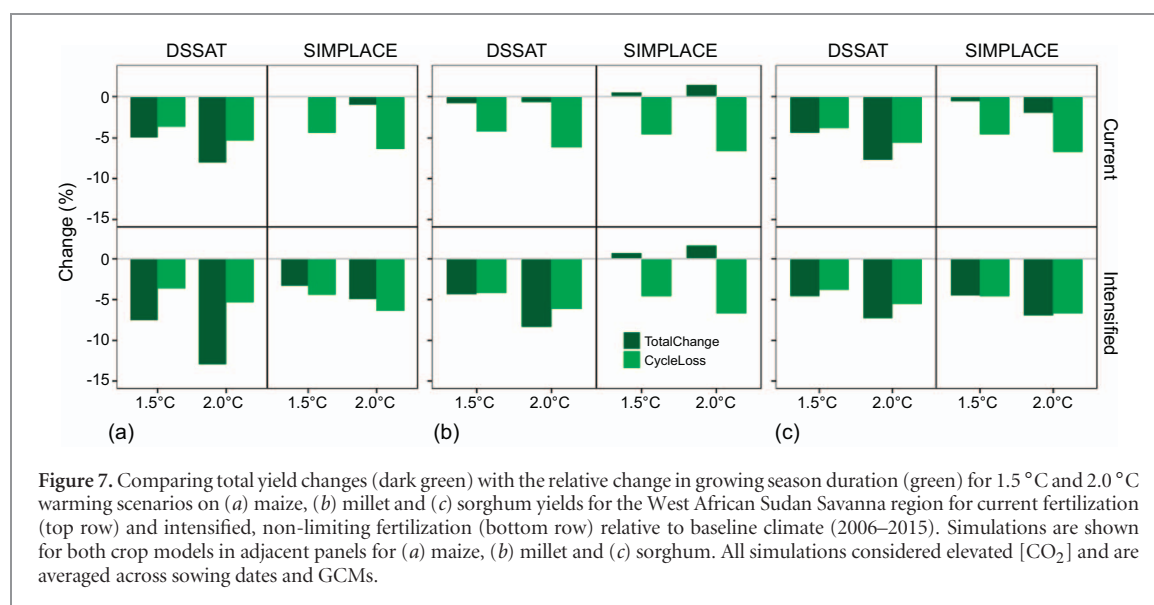 DSSAT SIMPLACE DSSAT SIMPLACE DSSAT SIMPLACE
0
-5
-10
-15
Current
Change (%)
0
-5
-10
-15
Intensified
TotalChange
CycleLoss
1.5°C 2.0°C 1.5°C 2.0°C 1.5°C 2.0°C 1.5°C 2.0°C 1.5°C 2.0°C 1.5°C 2.0°C
(a) (b) (c)
Figure 7. Comparing total yield changes (dark green) with the relative change in growing season duration (green) for 1.5 °C and 2.0 °C
warming scenarios on (a) maize, (b) millet and (c) sorghum yields for the West African Sudan Savanna region for current fertilization
(top row) and intensified, non-limiting fertilization (bottom row) relative to baseline climate (2006–2015). Simulations are shown
for both crop models in adjacent panels for (a) maize, (b) millet and (c) sorghum. All simulations considered elevated [CO₂] and are
averaged across sowing dates and GCMs.